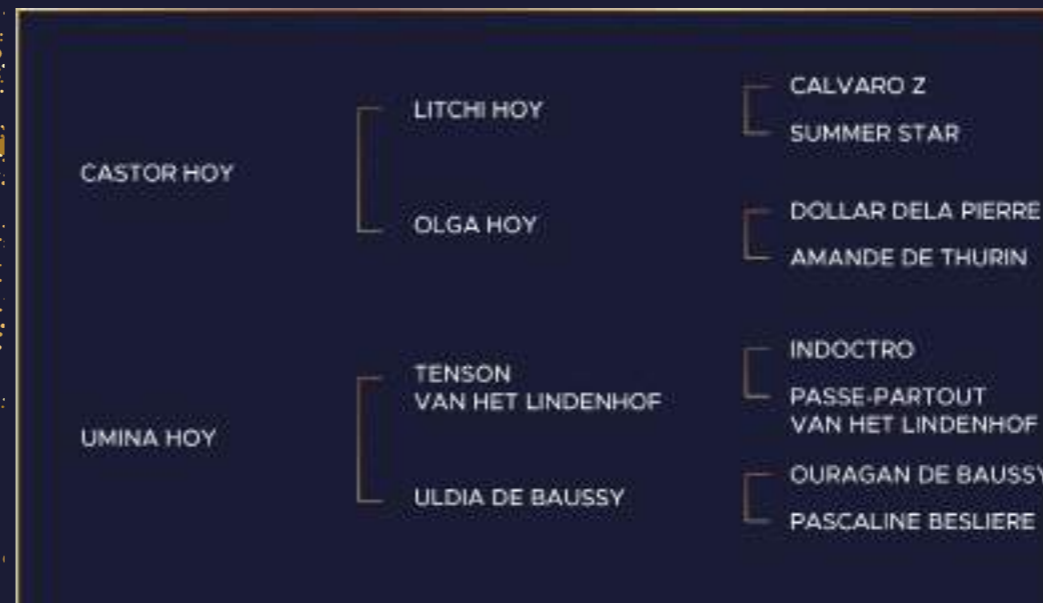 CALVARO Z
LITCHI HOY
SUMMER STAR
CASTOR HOY
DOLLAR DELA PIERRE
OLGA HOY
AMANDE DE THURIN
INDOCTRO
TENSON
VAN HET LINDENHOF
PASSE-PARTOUT
VAN HET LINDENHOF
UMINA HOY
OURAGAN DE BAUSSY
ULDIA DE BAUSSY
PASCALINE BESLIERE